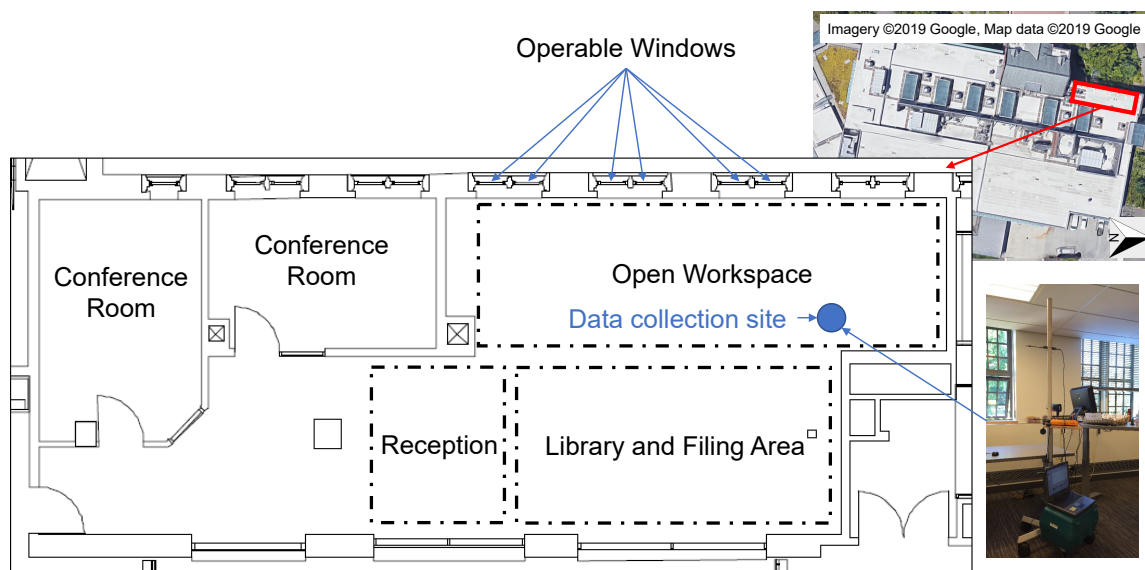 Imagery ©2019 Google, Map data ©2019 Google
Operable Windows
N
Conference
Room
Conference
Room
Open Workspace
Data collection site
Reception
Library and Filing Area